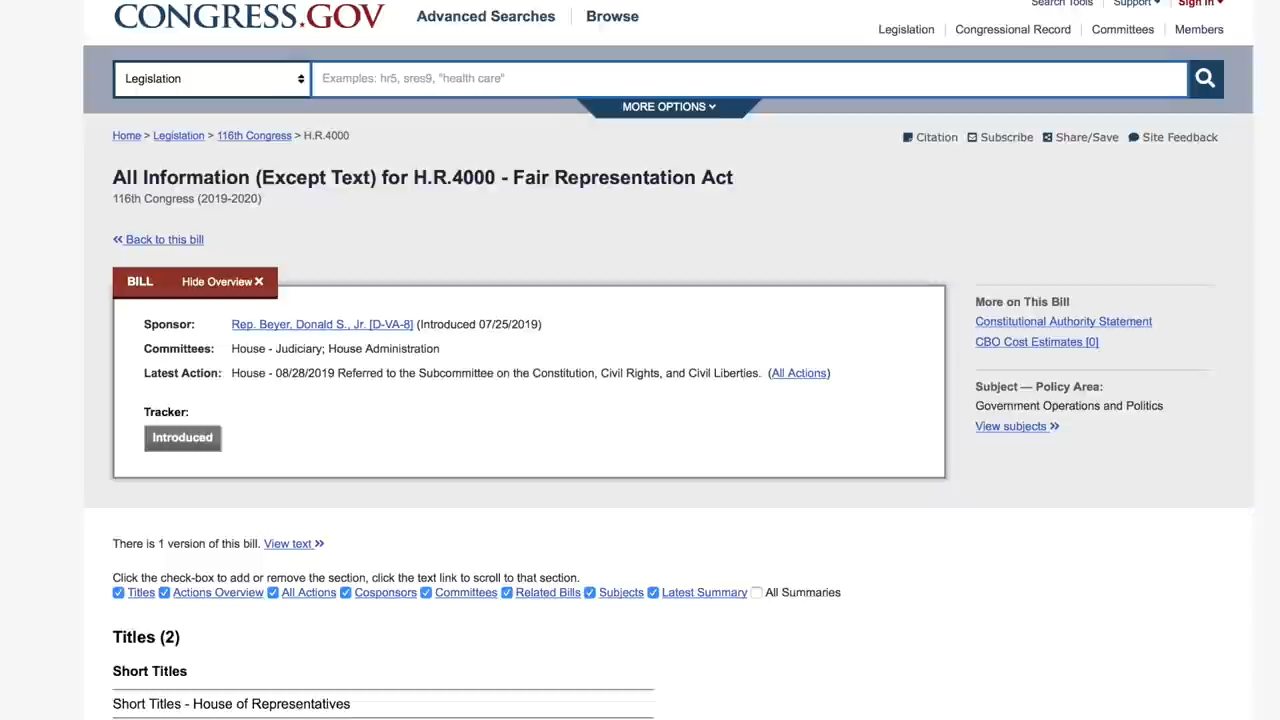 CONGRESS.GOV Advanced Searches Browse
Search Tools Support Sign In
Legislation Congressional Record Committees Members
Legislation Examples: hr5, sres9, "health care"
MORE OPTIONS
Home > Legislation > 116th Congress > H.R.4000
Citation Subscribe Share/Save Site Feedback
All Information (Except Text) for H.R.4000 - Fair Representation Act
116th Congress (2019-2020)
Back to this bill
BILL Hide Overview
Sponsor: Rep. Beyer, Donald S., Jr. [D-VA-8] (Introduced 07/25/2019)
Committees: House - Judiciary; House Administration
Latest Action: House - 08/28/2019 Referred to the Subcommittee on the Constitution, Civil Rights, and Civil Liberties. (All Actions)
Tracker:
Introduced
More on This Bill
Constitutional Authority Statement
CBO Cost Estimates [0]
Subject — Policy Area:
Government Operations and Politics
View subjects
There is 1 version of this bill. View text
Click the check-box to add or remove the section, click the text link to scroll to that section.
Titles Actions Overview All Actions Cosponsors Committees Related Bills Subjects Latest Summary All Summaries
Titles (2)
Short Titles
Short Titles - House of Representatives